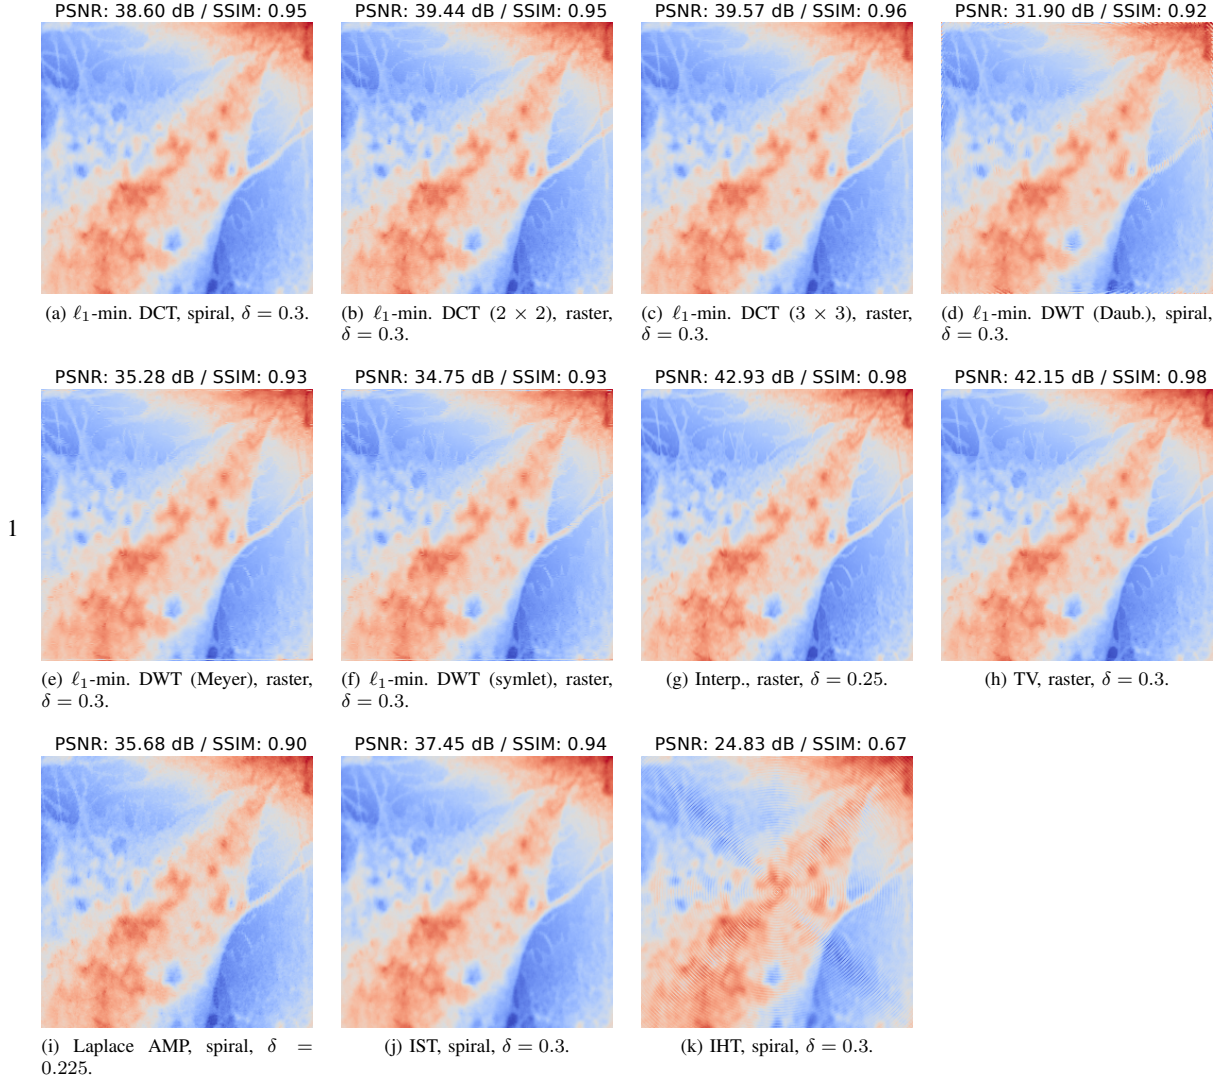 PSNR: 38.60 dB / SSIM: 0.95
PSNR: 39.44 dB / SSIM: 0.95
PSNR: 39.57 dB / SSIM: 0.96
PSNR: 31.90 dB / SSIM: 0.92
(a) ℓ1-min. DCT, spiral, δ = 0.3.
(b) ℓ1-min. DCT (2 × 2), raster,
δ = 0.3.
(c) ℓ1-min. DCT (3 × 3), raster,
δ = 0.3.
(d) ℓ1-min. DWT (Daub.), spiral,
δ = 0.3.
PSNR: 35.28 dB / SSIM: 0.93
PSNR: 34.75 dB / SSIM: 0.93
PSNR: 42.93 dB / SSIM: 0.98
PSNR: 42.15 dB / SSIM: 0.98
1
(e) ℓ1-min. DWT (Meyer), raster,
δ = 0.3.
(f) ℓ1-min. DWT (symlet), raster,
δ = 0.3.
(g) Interp., raster, δ = 0.25.
(h) TV, raster, δ = 0.3.
PSNR: 35.68 dB / SSIM: 0.90
PSNR: 37.45 dB / SSIM: 0.94
PSNR: 24.83 dB / SSIM: 0.67
(i) Laplace AMP, spiral, δ =
0.225.
(j) IST, spiral, δ = 0.3.
(k) IHT, spiral, δ = 0.3.